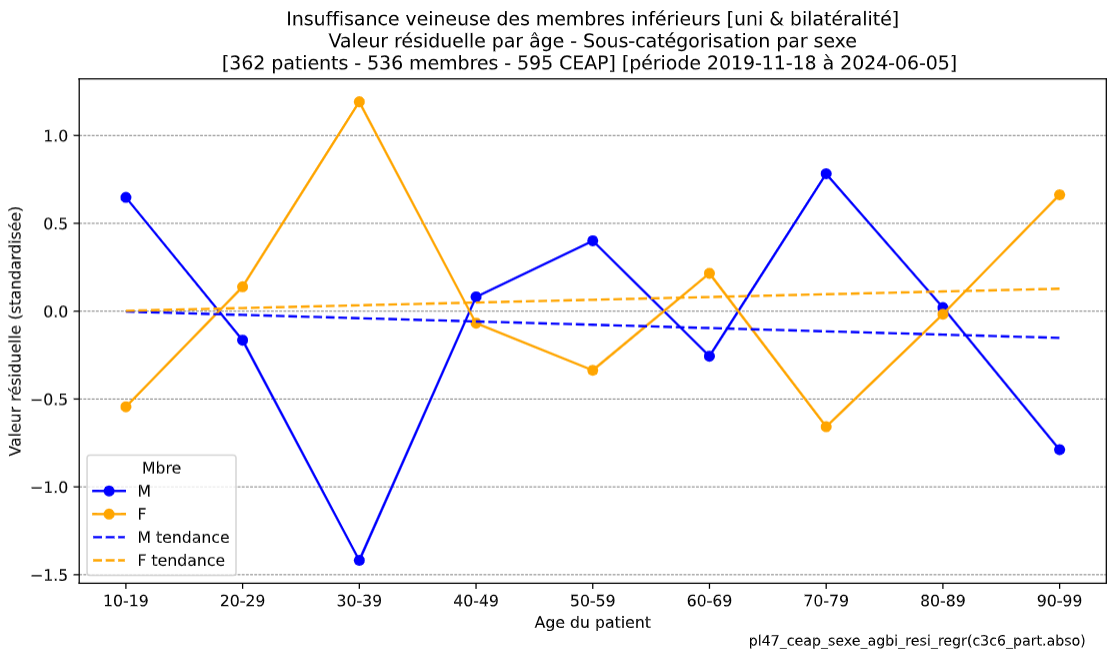 Insuffisance veineuse des membres inférieurs [uni & bilatéralité]
Valeur résiduelle par âge - Sous-catégorisation par sexe
[362 patients - 536 membres - 595 CEAP] [période 2019-11-18 à 2024-06-05]
Valeur résiduelle (standardisée)
1.0
0.5
0.0
−0.5
−1.0
−1.5
Mbre
M
F
M tendance
F tendance
10-19 20-29 30-39 40-49 50-59 60-69 70-79 80-89 90-99
Age du patient
pl47_ceap_sexe_agbi_resi_regr(c3c6_part.abso)